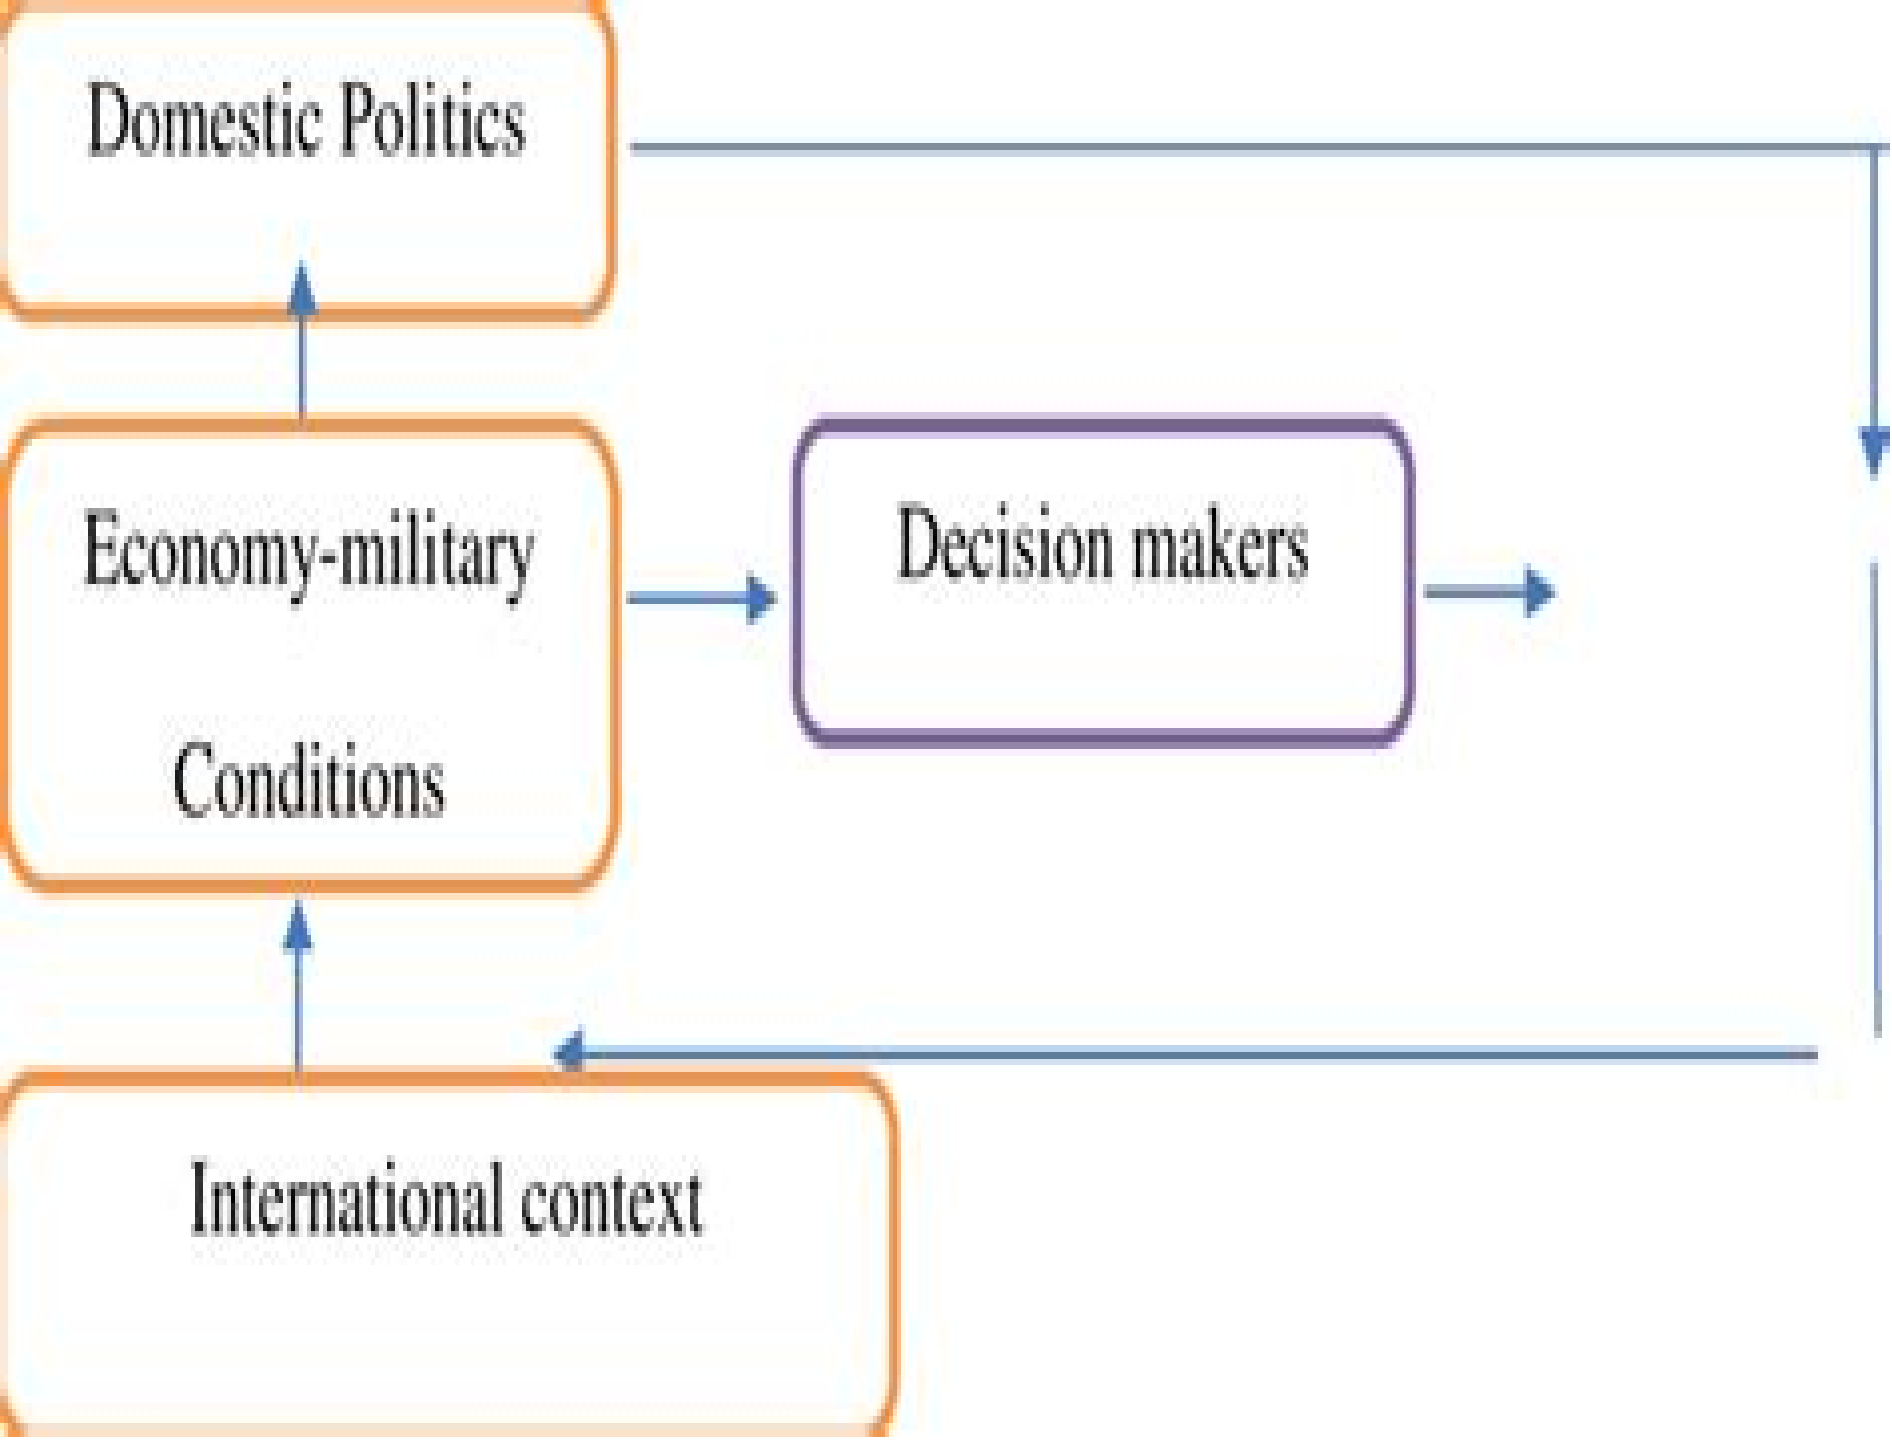 Domestic Politics
Economy-military
Conditions
Decision makers
International context